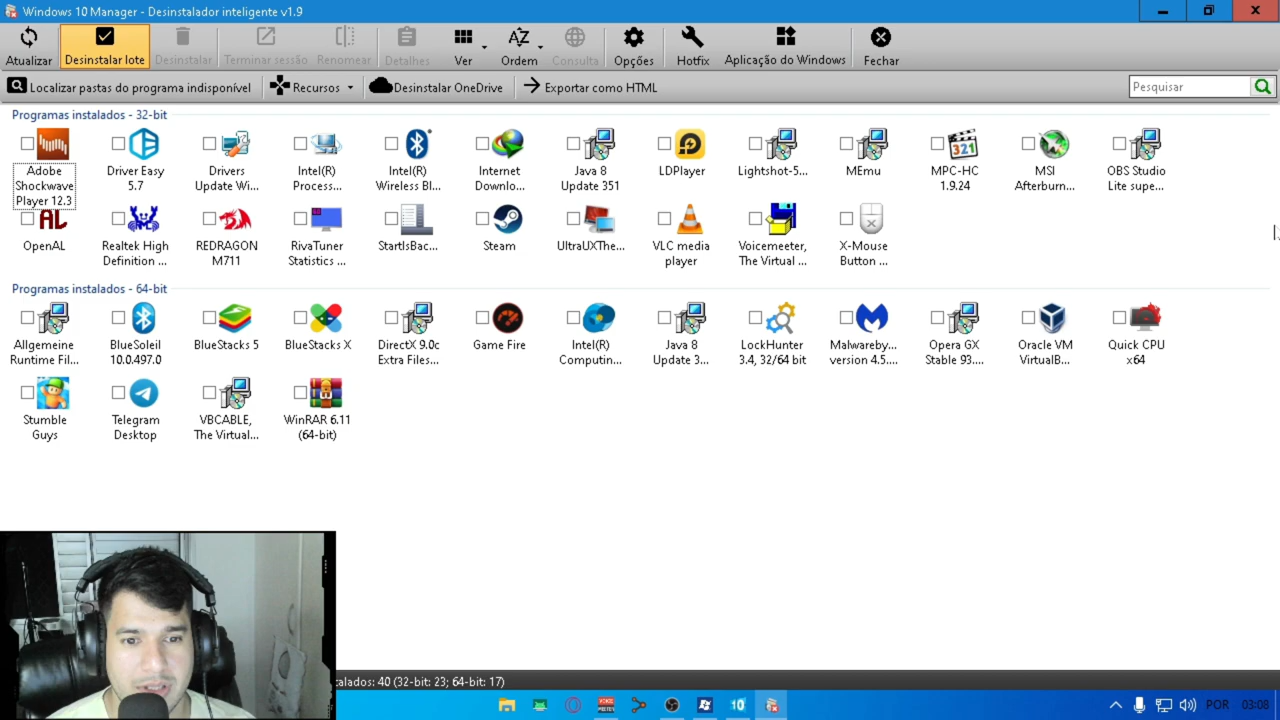 Windows 10 Manager - Desinstalador inteligente v1.9
Atualizar
Desinstalar lote
Desinstalar
Terminar sessão
Renomear
Detalhes
Ver
Ordem
Consulta
Opções
Hotfix
Aplicação do Windows
Fechar
Localizar pastas do programa indisponível
Recursos
Desinstalar OneDrive
Exportar como HTML
Pesquisar
Programas instalados - 32-bit
Adobe
Shockwave
Player 12.3
Driver Easy
5.7
Drivers
Update Wi...
Intel(R)
Process...
Intel(R)
Wireless Bl...
Internet
Downlo...
Java 8
Update 351
LDPlayer
Lightshot-5...
MEmu
MPC-HC
1.9.24
MSI
Afterburn...
OBS Studio
Lite supe...
OpenAL
Realtek High
Definition ...
REDRAGON
M711
RivaTuner
Statistics ...
StartIsBac...
Steam
UltraUXThe...
VLC media
player
Voicemeeter,
The Virtual ...
X-Mouse
Button ...
Programas instalados - 64-bit
Allgemeine
Runtime Fil...
BlueSoleil
10.0.497.0
BlueStacks 5
BlueStacks X
DirectX 9.0c
Extra Files...
Game Fire
Intel(R)
Computin...
Java 8
Update 3...
LockHunter
3.4, 32/64 bit
Malwareby...
version 4.5....
Opera GX
Stable 93....
Oracle VM
VirtualB...
Quick CPU
x64
Stumble
Guys
Telegram
Desktop
VBCABLE,
The Virtual...
WinRAR 6.11
(64-bit)
talados: 40 (32-bit: 23; 64-bit: 17)
POR
03:08